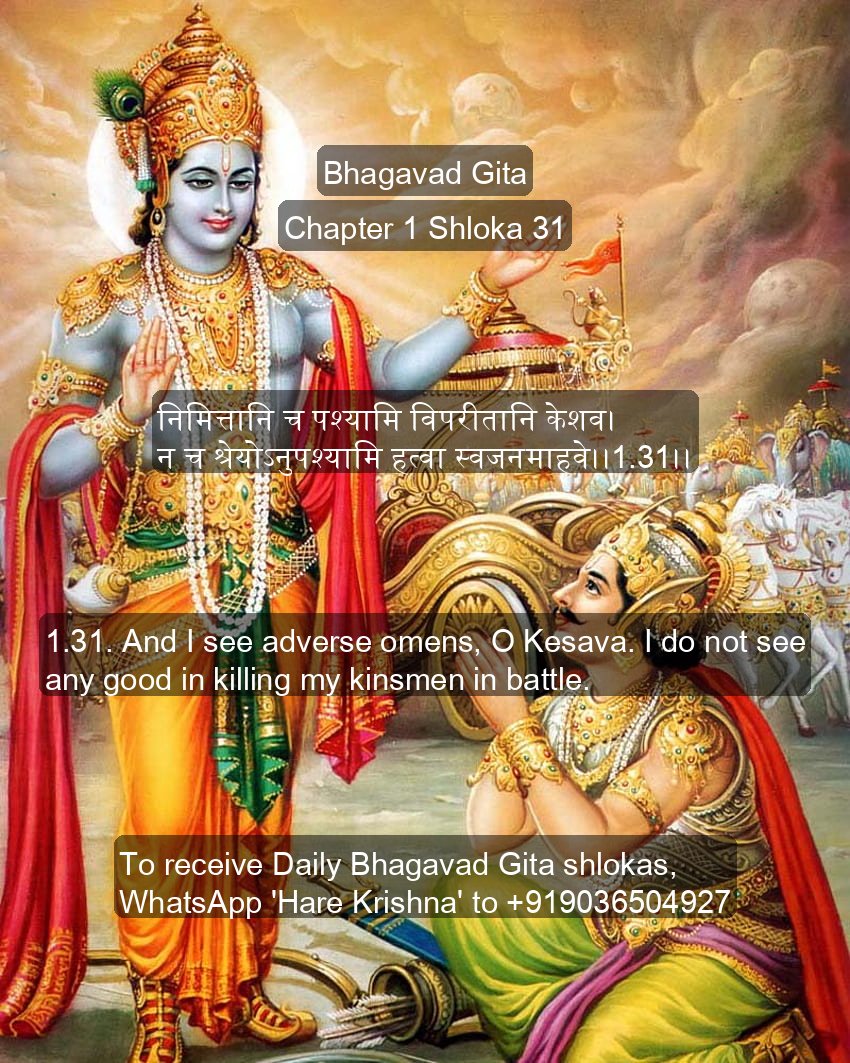 Bhagavad Gita
Chapter 1 Shloka 31
निमित्तानि च पश्यामि विपरीतानि केशव।
न च श्रेयोऽनुपश्यामि हत्वा स्वजनमाहवे।।1.31।।
1.31. And I see adverse omens, O Kesava. I do not see
any good in killing my kinsmen in battle.
To receive Daily Bhagavad Gita shlokas,
WhatsApp 'Hare Krishna' to +919036504927